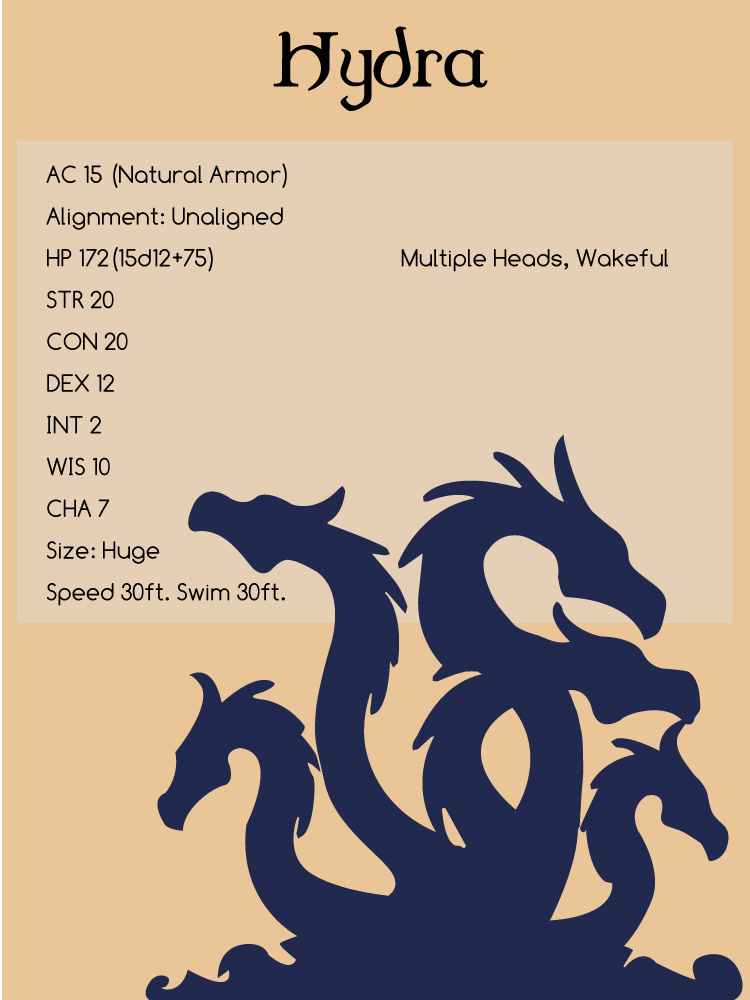 Hydra
AC 15 (Natural Armor)
Alignment: Unaligned
HP 172(15d12+75)
Multiple Heads, Wakeful
STR 20
CON 20
DEX 12
INT 2
WIS 10
CHA 7
Size: Huge
Speed 30ft. Swim 30ft.